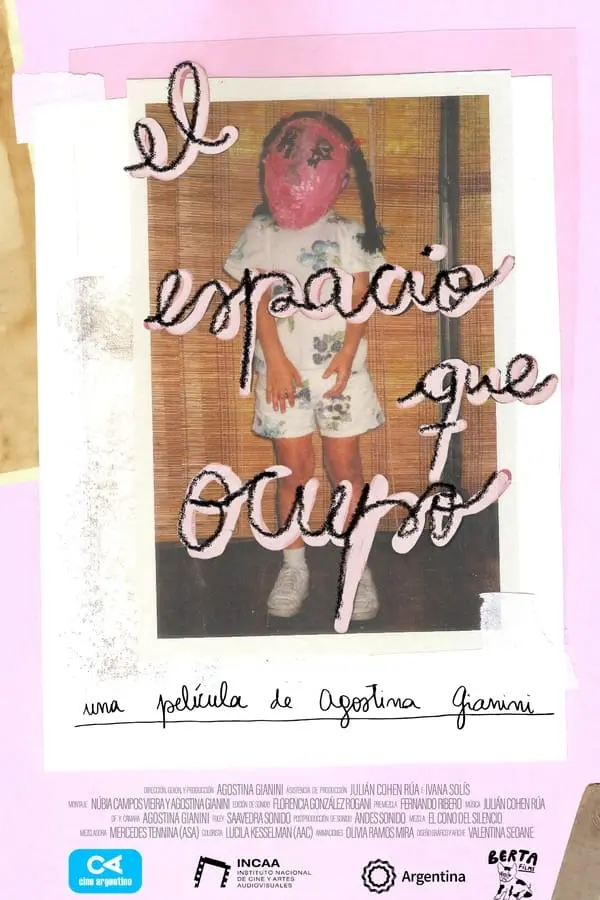 el
espacio
que
ocupo
una película de Agostina Gianini
DIRECCIÓN, GUION, Y PRODUCCIÓN AGOSTINA GIANINI ASISTENCIA DE PRODUCCIÓN JULIÁN COHEN RÚA E IVANA SOLÍS
MONTAJE NÚBIA CAMPOS VIEIRA Y AGOSTINA GIANINI EDICIÓN DE SONIDO FLORENCIA GONZÁLEZ ROGANI PREMEZCLA FERNANDO RIBERO MÚSICA JULIÁN COHEN RÚA
DF Y CÁMARA AGOSTINA GIANINI FOLEY SAAVEDRA SONIDO POSTPRODUCCIÓN DE SONIDO ANDES SONIDO MEZCLA EL CONO DEL SILENCIO
MEZCLADORA MERCEDES TENNINA (ASA) COLORISTA LUCILA KESSELMAN (AAC) ANIMACIONES OLIVIA RAMOS MIRA DISEÑO GRÁFICO Y AFICHE VALENTINA SEOANE
CA
cine argentino
INCAA
INSTITUTO NACIONAL
DE CINE Y ARTES
AUDIOVISUALES
Argentina
BERTA
FILMS